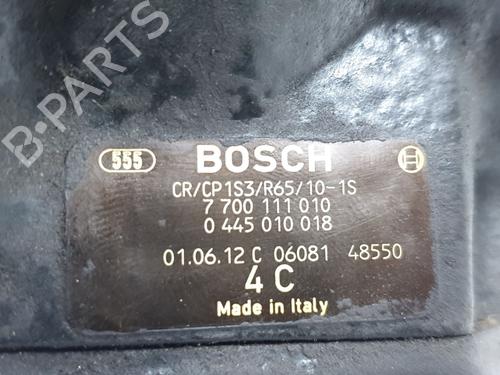 B-PARTS
555 BOSCH
CR/CP1S3/R65/10-1S
7 700 111 010
0 445 010 018
01.06.12 C 06081 48550
4 C
Made in Italy